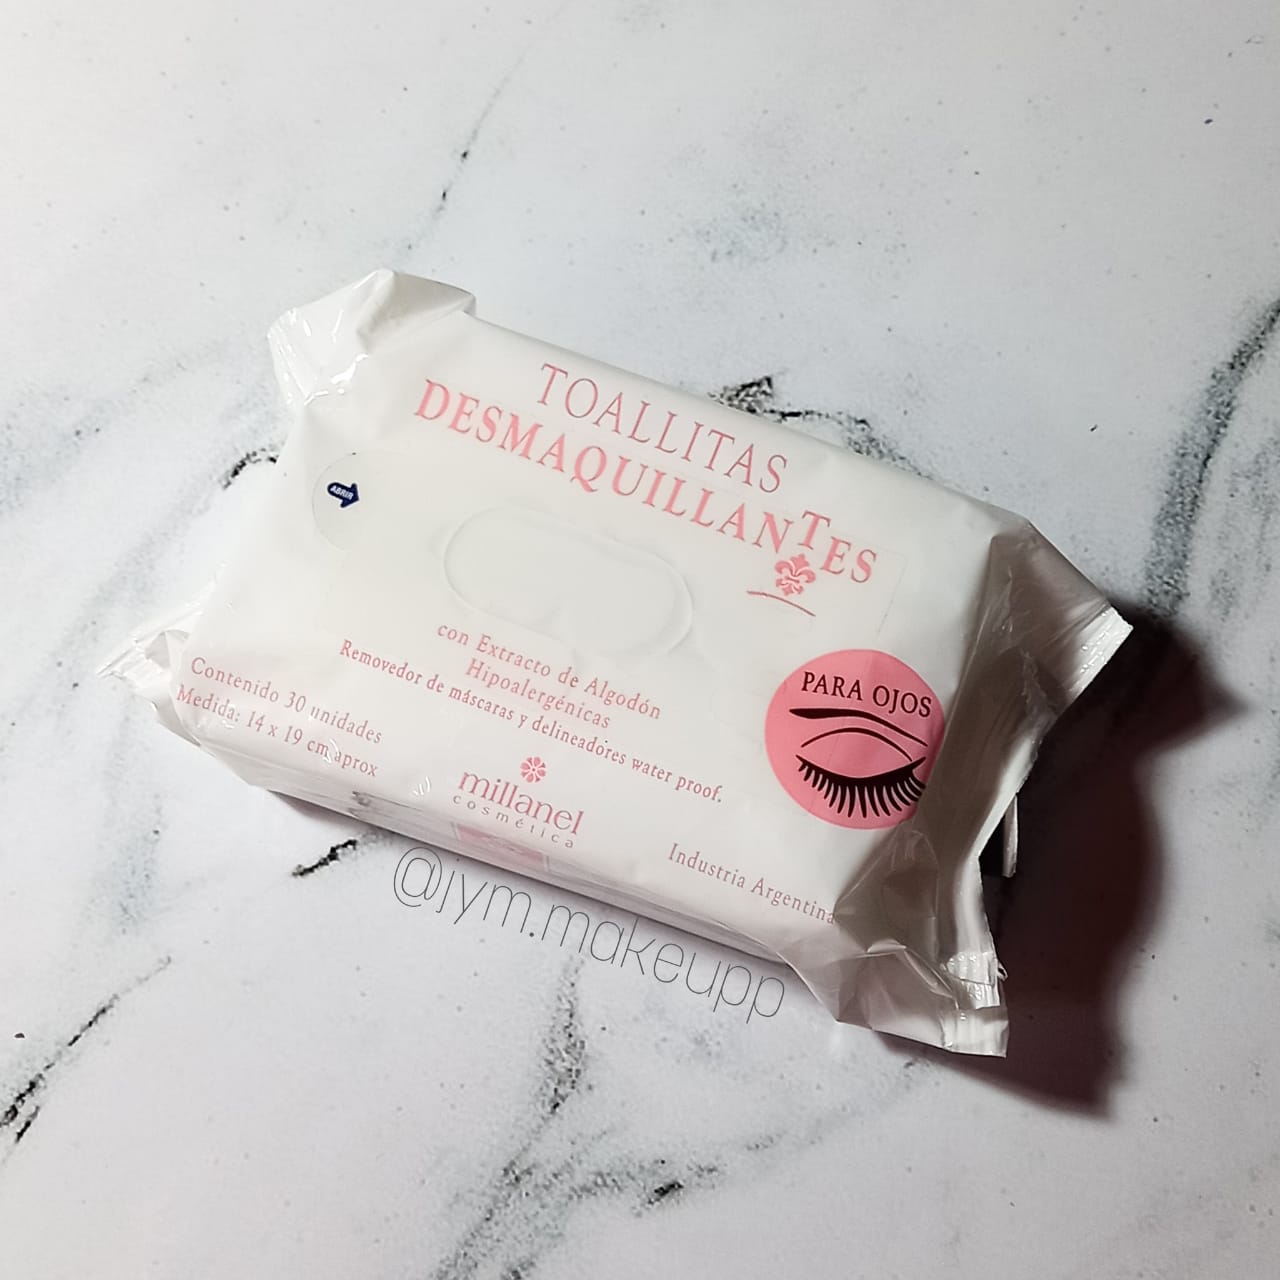 TOALLITAS
DESMAQUILLANTES
ABRIR
con Extracto de Algodón
Hipoalergénicas
Removedor de máscaras y delineadores water proof.
Contenido 30 unidades
Medida: 14 x 19 cm aprox
PARA OJOS
millanel
cosmética
Industria Argentina
@jym.makeupp